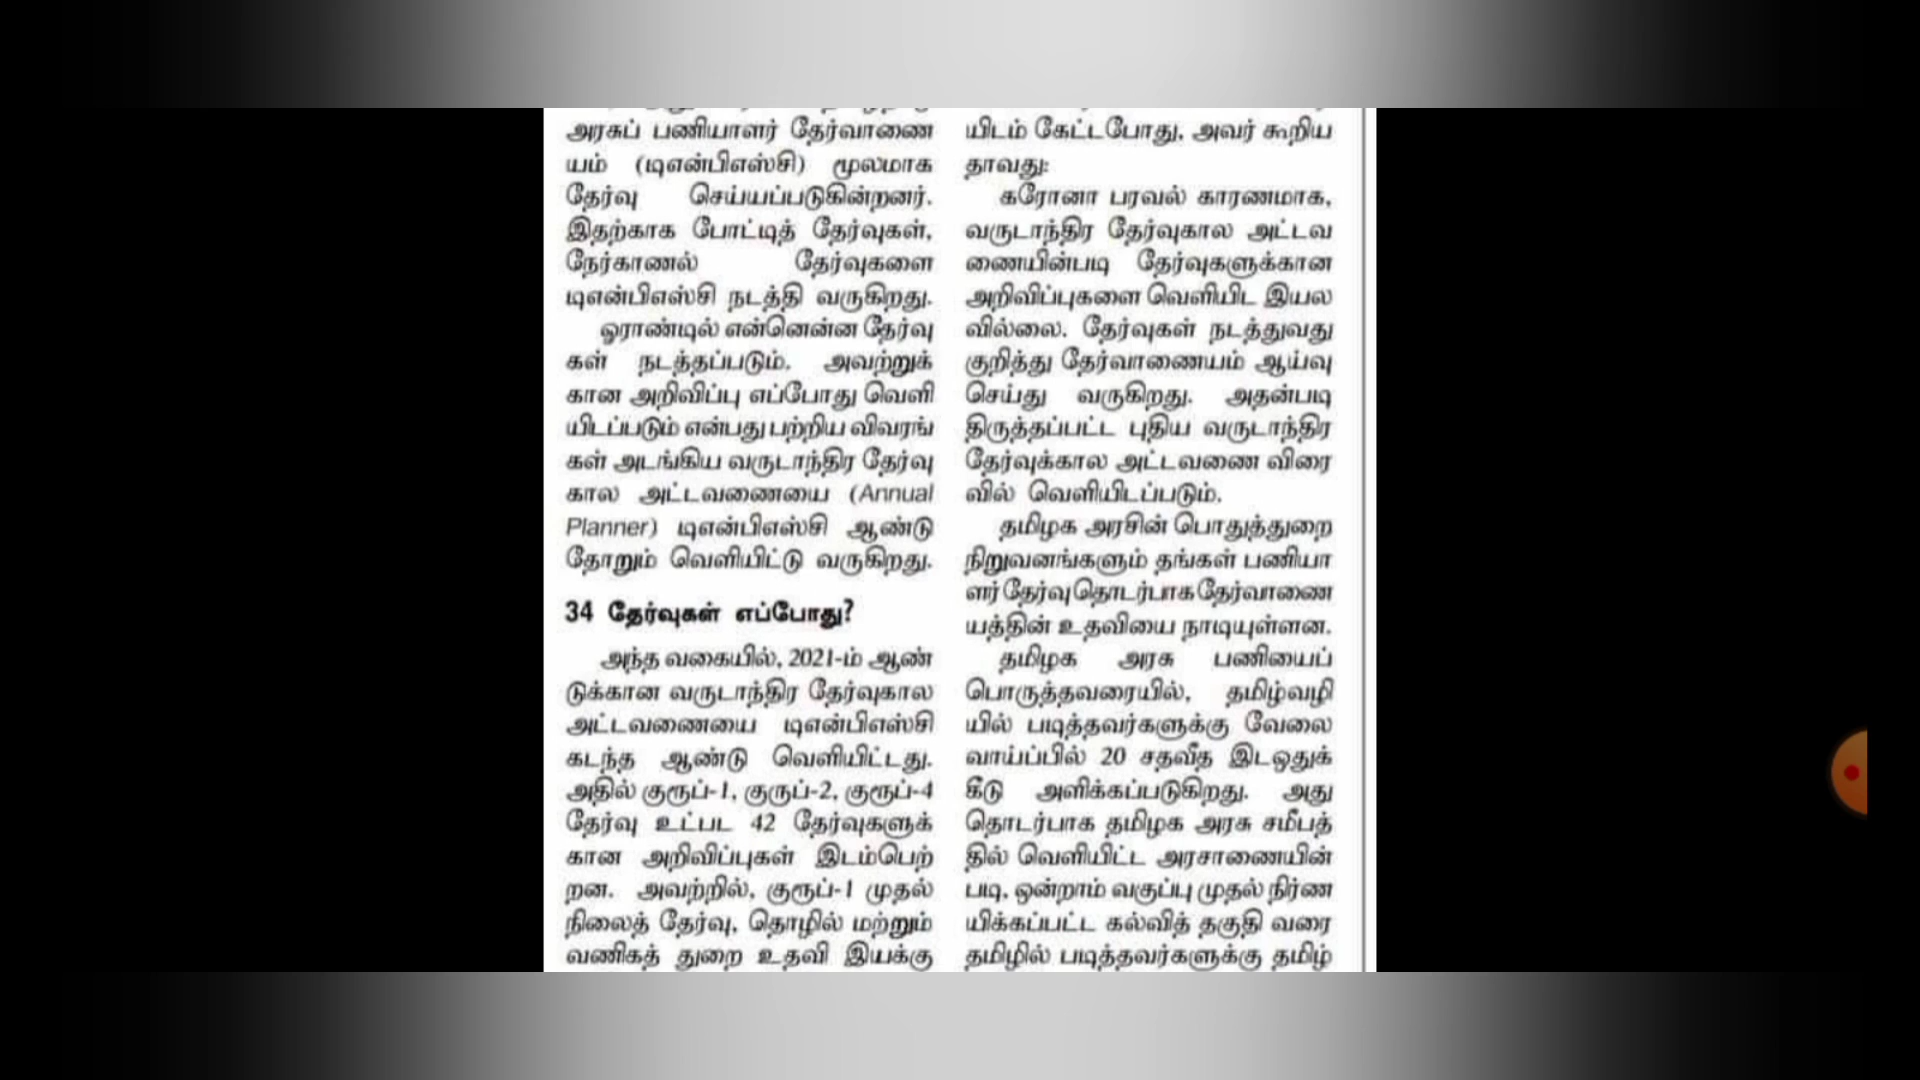 அரசுப் பணியாளர் தேர்வாணை
யம் (டிஎன்பிஎஸ்சி) மூலமாக
தேர்வு செய்யப்படுகின்றனர்.
இதற்காக போட்டித் தேர்வுகள்,
நேர்காணல் தேர்வுகளை
டிஎன்பிஎஸ்சி நடத்தி வருகிறது.
ஓராண்டில் என்னென்ன தேர்வு
கள் நடத்தப்படும். அவற்றுக்
கான அறிவிப்பு எப்போது வெளி
யிடப்படும் என்பது பற்றிய விவரங்
கள் அடங்கிய வருடாந்திர தேர்வு
கால அட்டவணையை (Annual
Planner) டிஎன்பிஎஸ்சி ஆண்டு
தோறும் வெளியிட்டு வருகிறது.
34 தேர்வுகள் எப்போது?
அந்த வகையில், 2021-ம் ஆண்
டுக்கான வருடாந்திர தேர்வுகால
அட்டவணையை டிஎன்பிஎஸ்சி
கடந்த ஆண்டு வெளியிட்டது.
அதில் குரூப்-1, குருப்-2, குரூப்-4
தேர்வு உட்பட 42 தேர்வுகளுக்
கான அறிவிப்புகள் இடம்பெற்
றன. அவற்றில், குரூப்-1 முதல்
நிலைத் தேர்வு, தொழில் மற்றும்
வணிகத் துறை உதவி இயக்கு
யிடம் கேட்டபோது, அவர் கூறிய
தாவது:
கரோனா பரவல் காரணமாக,
வருடாந்திர தேர்வுகால அட்டவ
ணையின்படி தேர்வுகளுக்கான
அறிவிப்புகளை வெளியிட இயல
வில்லை. தேர்வுகள் நடத்துவது
குறித்து தேர்வாணையம் ஆய்வு
செய்து வருகிறது. அதன்படி
திருத்தப்பட்ட புதிய வருடாந்திர
தேர்வுக்கால அட்டவணை விரை
வில் வெளியிடப்படும்.
தமிழக அரசின் பொதுத்துறை
நிறுவனங்களும் தங்கள் பணியா
ளர் தேர்வு தொடர்பாக தேர்வாணை
யத்தின் உதவியை நாடியுள்ளன.
தமிழக அரசு பணியைப்
பொருத்தவரையில், தமிழ்வழி
யில் படித்தவர்களுக்கு வேலை
வாய்ப்பில் 20 சதவீத இடஒதுக்
கீடு அளிக்கப்படுகிறது. அது
தொடர்பாக தமிழக அரசு சமீபத்
தில் வெளியிட்ட அரசாணையின்
படி, ஒன்றாம் வகுப்பு முதல் நிர்ண
யிக்கப்பட்ட கல்வித் தகுதி வரை
தமிழில் படித்தவர்களுக்கு தமிழ்